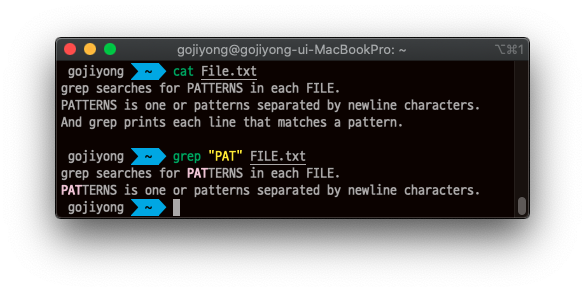 gojiyong@gojiyong-ui-MacBookPro: ~ ⌥⌘1
gojiyong ~ cat File.txt
grep searches for PATTERNS in each FILE.
PATTERNS is one or patterns separated by newline characters.
And grep prints each line that matches a pattern.
gojiyong ~ grep "PAT" FILE.txt
grep searches for PATTERNS in each FILE.
PATTERNS is one or patterns separated by newline characters.
gojiyong ~